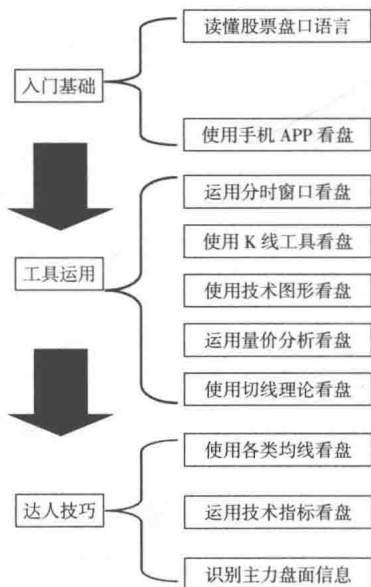 读懂股票盘口语言
入门基础
使用手机 APP 看盘
运用分时窗口看盘
使用 K 线工具看盘
工具运用
使用技术图形看盘
运用量价分析看盘
使用切线理论看盘
使用各类均线看盘
达人技巧
运用技术指标看盘
识别主力盘面信息